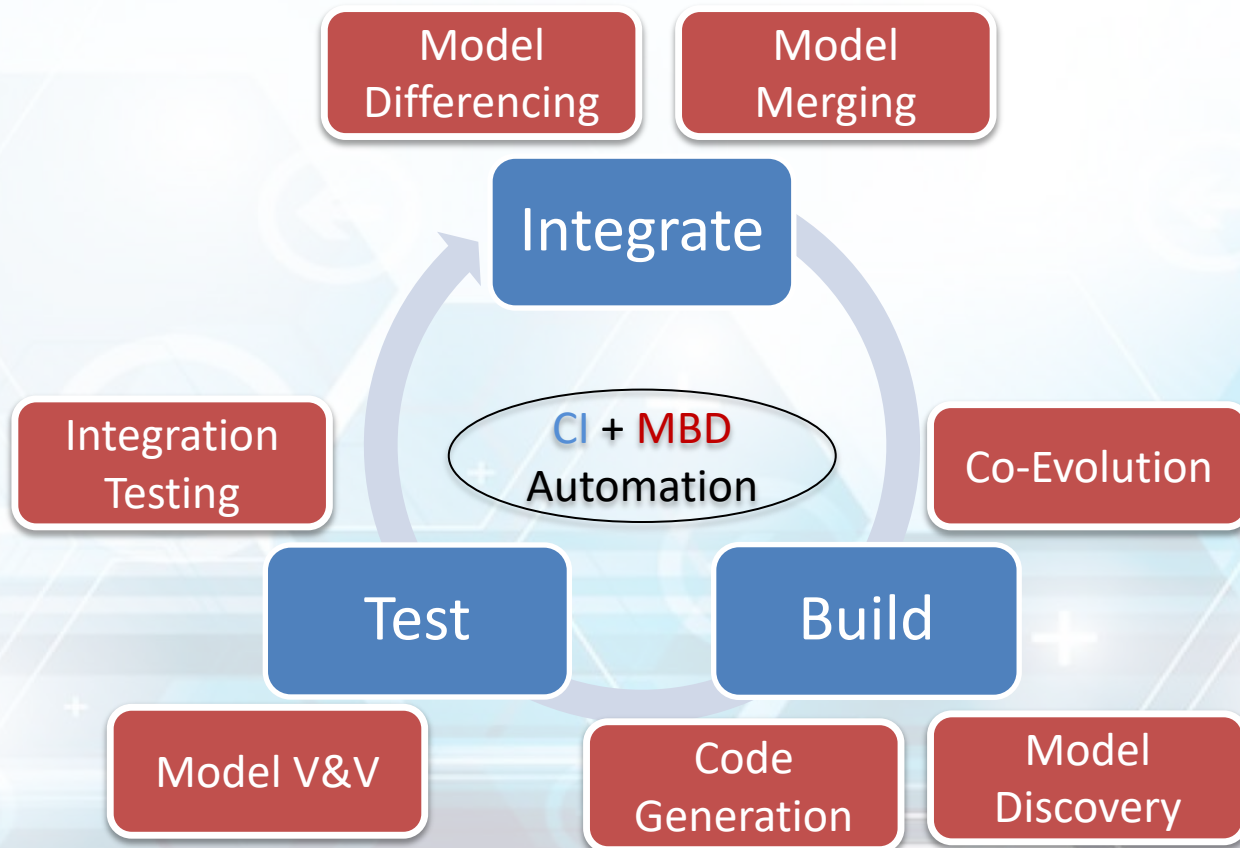 Model
Differencing
Model
Merging
Integrate
Integration
Testing
CI + MBD
Automation
Co-Evolution
Test
Build
Model V&V
Code
Generation
Model
Discovery